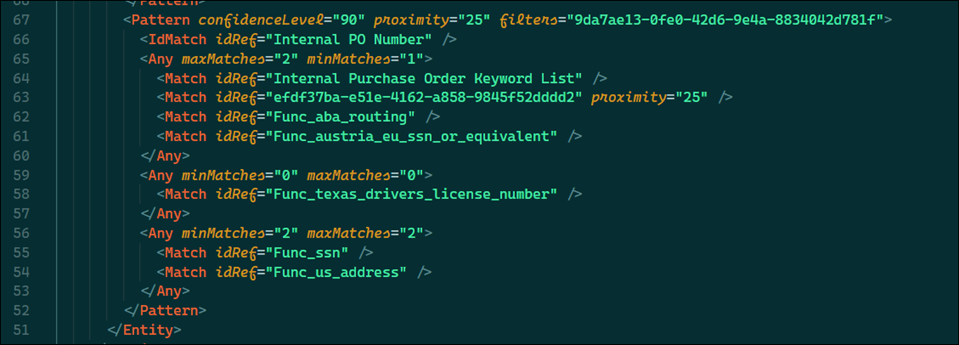 68 </Pattern>
67 <Pattern confidenceLevel="90" proximity="25" filters="9da7ae13-0fe0-42d6-9e4a-8834042d781f">
66 <IdMatch idRef="Internal PO Number" />
65 <Any maxMatches="2" minMatches="1">
64 <Match idRef="Internal Purchase Order Keyword List" />
63 <Match idRef="efdf37ba-e51e-4162-a858-9845f52dddd2" proximity="25" />
62 <Match idRef="Func_aba_routing" />
61 <Match idRef="Func_austria_eu_ssn_or_equivalent" />
60 </Any>
59 <Any minMatches="0" maxMatches="0">
58 <Match idRef="Func_texas_drivers_license_number" />
57 </Any>
56 <Any minMatches="2" maxMatches="2">
55 <Match idRef="Func_ssn" />
54 <Match idRef="Func_us_address" />
53 </Any>
52 </Pattern>
51 </Entity>